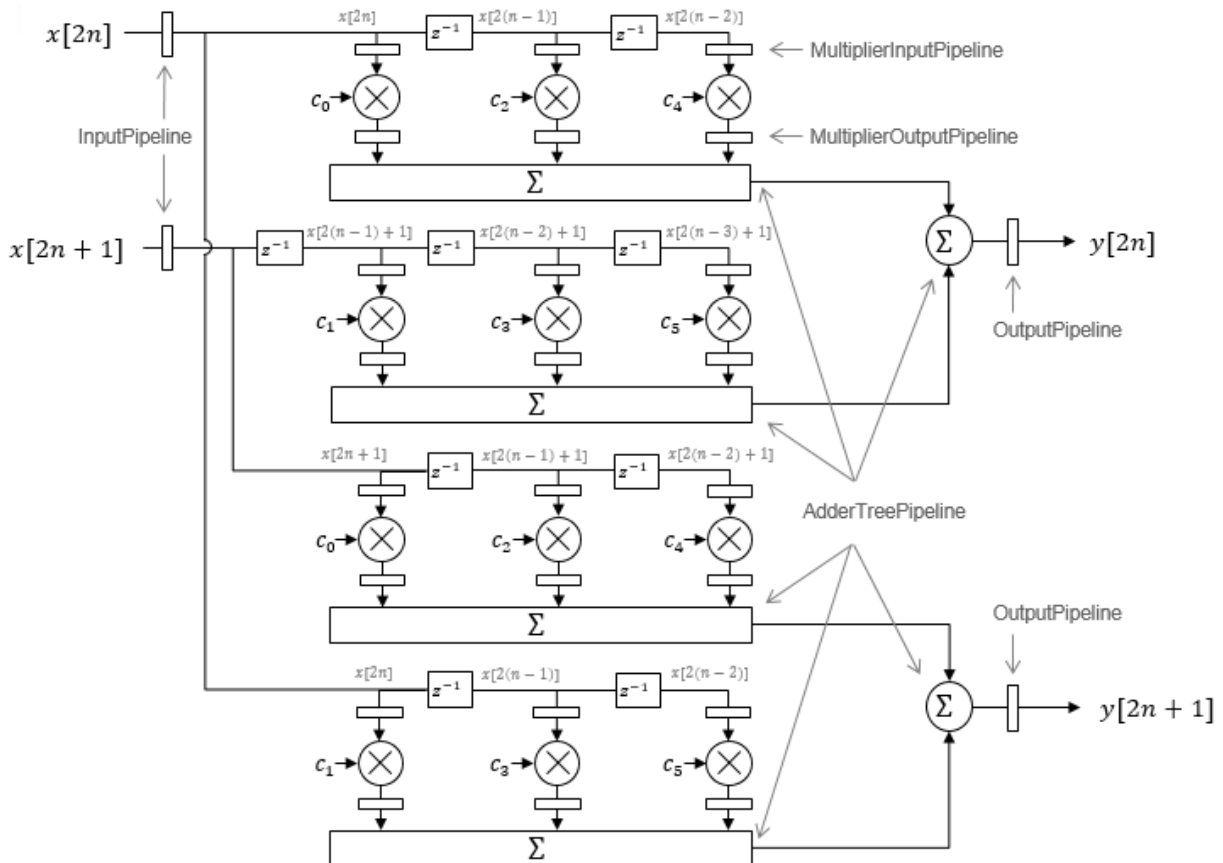 x[2n]
x[2n]
z⁻¹
x[2(n − 1)]
z⁻¹
x[2(n − 2)]
MultiplierInputPipeline
c₀
c₂
c₄
InputPipeline
MultiplierOutputPipeline
Σ
x[2n + 1]
z⁻¹
x[2(n − 1) + 1]
z⁻¹
x[2(n − 2) + 1]
z⁻¹
x[2(n − 3) + 1]
Σ
y[2n]
c₁
c₃
c₅
OutputPipeline
Σ
x[2n + 1]
z⁻¹
x[2(n − 1) + 1]
z⁻¹
x[2(n − 2) + 1]
AdderTreePipeline
c₀
c₂
c₄
Σ
OutputPipeline
x[2n]
z⁻¹
x[2(n − 1)]
z⁻¹
x[2(n − 2)]
Σ
y[2n + 1]
c₁
c₃
c₅
Σ